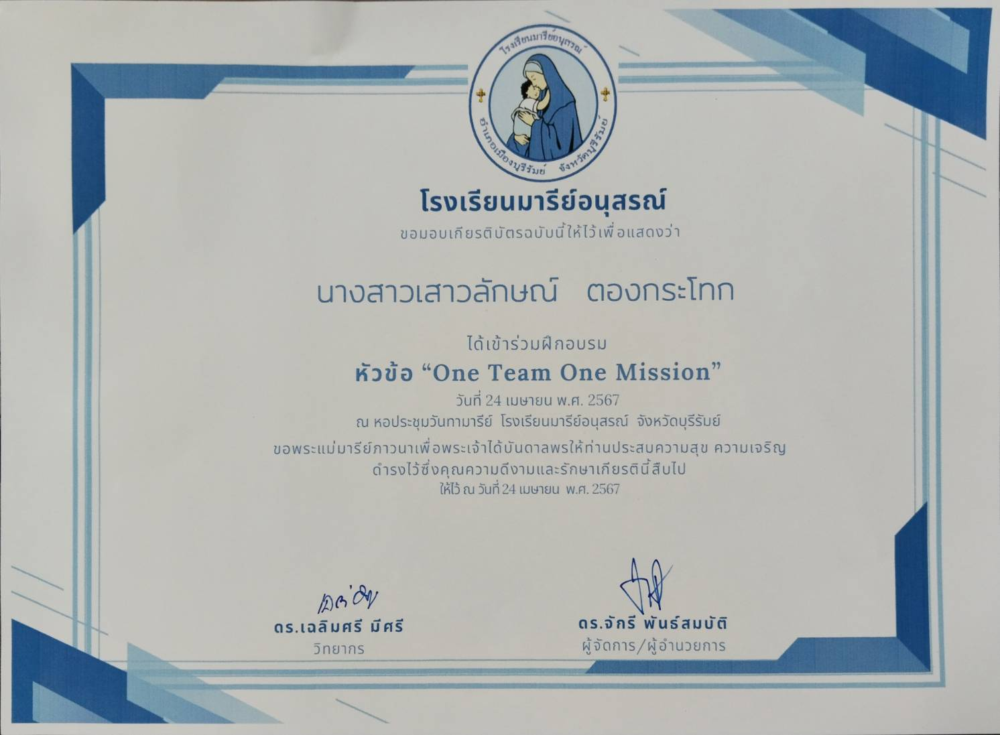 โรงเรียนมารีย์อนุสรณ์
อำเภอเมืองบุรีรัมย์ จังหวัดบุรีรัมย์
โรงเรียนมารีย์อนุสรณ์
ขอมอบเกียรติบัตรฉบับนี้ให้ไว้เพื่อแสดงว่า
นางสาวเสาวลักษณ์ ตองกระโทก
ได้เข้าร่วมฝึกอบรม
หัวข้อ “One Team One Mission”
วันที่ 24 เมษายน พ.ศ. 2567
ณ หอประชุมวันทามารีย์ โรงเรียนมารีย์อนุสรณ์ จังหวัดบุรีรัมย์
ขอพระแม่มารีย์ภาวนาเพื่อพระเจ้าได้บันดาลพรให้ท่านประสบความสุข ความเจริญ
ดำรงไว้ซึ่งคุณความดีงามและรักษาเกียรตินี้สืบไป
ให้ไว้ ณ วันที่ 24 เมษายน พ.ศ. 2567
ดร.เฉลิมศรี มีศรี
วิทยากร
ดร.จักรี พันธ์สมบัติ
ผู้จัดการ/ผู้อำนวยการ